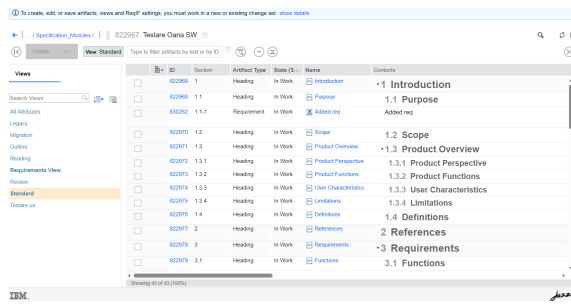 To create, edit, or save artifacts, views and ReqIF settings, you must work in a new or existing change set. show details
.../ Specification_Modules / 822967 Testare Oana SW
Create View Standard Type to filter artifacts by text or by ID
Views
Search Views
All Attributes
Legacy
Migration
Outline
Reading
Requirements View
Review
Standard
Testare us
ID Section Artifact Type State (S... Name Contents
822968 1 Heading In Work Introduction 1 Introduction
822969 1.1 Heading In Work Purpose 1.1 Purpose
830262 1.1-1 Requirement In Work Added req Added req
822970 1.2 Heading In Work Scope 1.2 Scope
822971 1.3 Heading In Work Product Overview 1.3 Product Overview
822972 1.3.1 Heading In Work Product Perspective 1.3.1 Product Perspective
822973 1.3.2 Heading In Work Product Functions 1.3.2 Product Functions
822974 1.3.3 Heading In Work User Characteristics 1.3.3 User Characteristics
822975 1.3.4 Heading In Work Limitations 1.3.4 Limitations
822976 1.4 Heading In Work Definitions 1.4 Definitions
822977 2 Heading In Work References 2 References
822978 3 Heading In Work Requirements 3 Requirements
822979 3.1 Heading In Work Functions 3.1 Functions
Showing 43 of 43 (100%)
IBM.